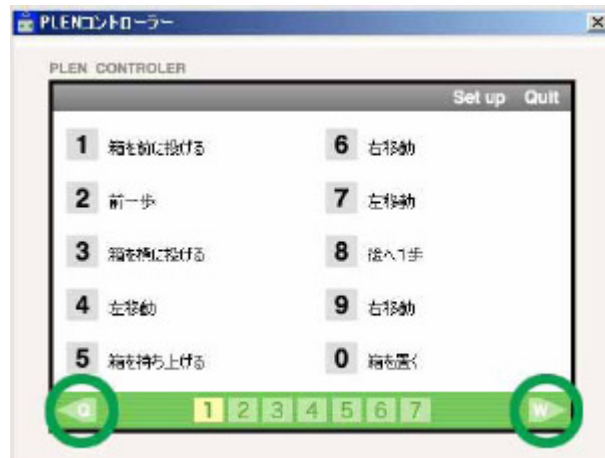 PLENコントローラー
PLEN CONTROLER
Set up Quit
1 箱を前に投げる
2 前一歩
3 箱を横に投げる
4 左移動
5 箱を持ち上げる
6 右移動
7 左移動
8 後へ1歩
9 右移動
0 箱を置く
Q 1 2 3 4 5 6 7 W